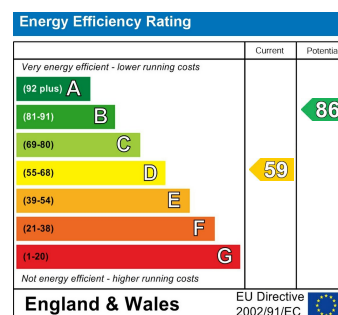 Energy Efficiency Rating
Current Potentia
Very energy efficient - lower running costs
(92 plus) A
(81-91) B
(69-80) C
(55-68) D
(39-54) E
(21-38) F
(1-20) G
59
86
Not energy efficient - higher running costs
England & Wales
EU Directive
2002/91/EC